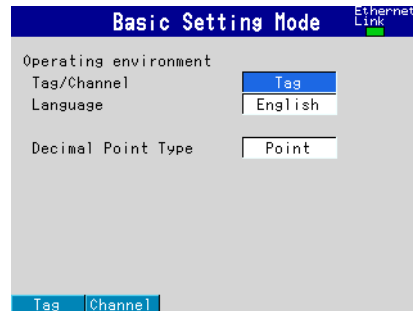 Basic Setting Mode
Ethernet
Link
Operating environment
Tag/Channel Tag
Language English
Decimal Point Type Point
Tag Channel